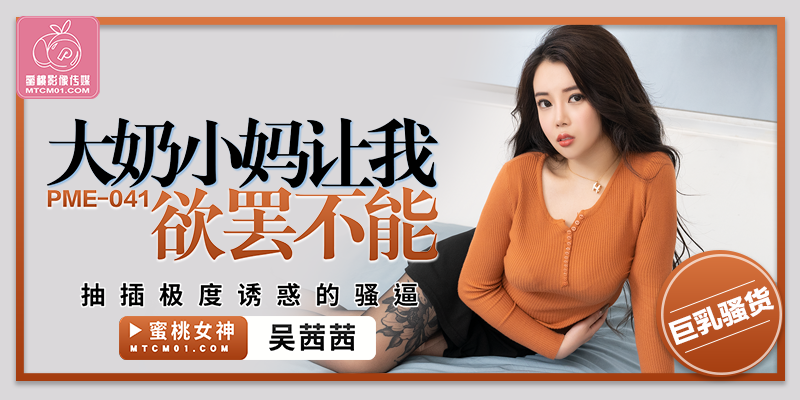 蜜桃影像传媒
MTCM01.COM
大奶小妈让我
PME-041
欲罢不能
抽插极度诱惑的骚逼
蜜桃女神
MTCM01.COM
吴茜茜
巨乳骚货